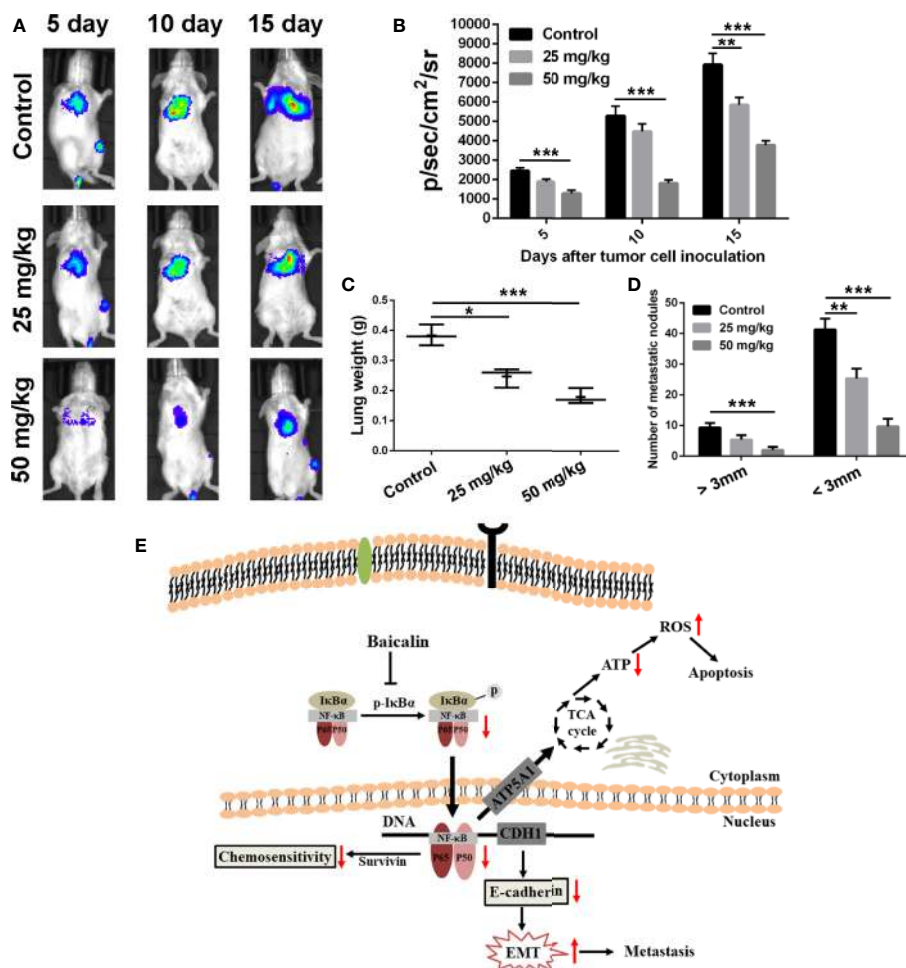 A
5 day
10 day
15 day
Control
25 mg/kg
50 mg/kg
B
p/sec/cm²/sr
10000
9000
8000
7000
6000
5000
4000
3000
2000
1000
0
Control
25 mg/kg
50 mg/kg
***
***
***
**
5
10
15
Days after tumor cell inoculation
C
Lung weight (g)
0.5
0.4
0.3
0.2
0.1
0.0
***
*
Control
25 mg/kg
50 mg/kg
D
Number of metastatic nodules
50
40
30
20
10
0
Control
25 mg/kg
50 mg/kg
***
***
**
> 3mm
< 3mm
E
Baicalin
IκBα
NF-κB
P65 P50
p-IκBα
IκBα
p
NF-κB
P65 P50
ROS
ATP
Apoptosis
TCA
cycle
ATP5A1
Cytoplasm
Nucleus
DNA
NF-κB
P65 P50
CDH1
Chemosensitivity
Survivin
E-cadherin
EMT
Metastasis